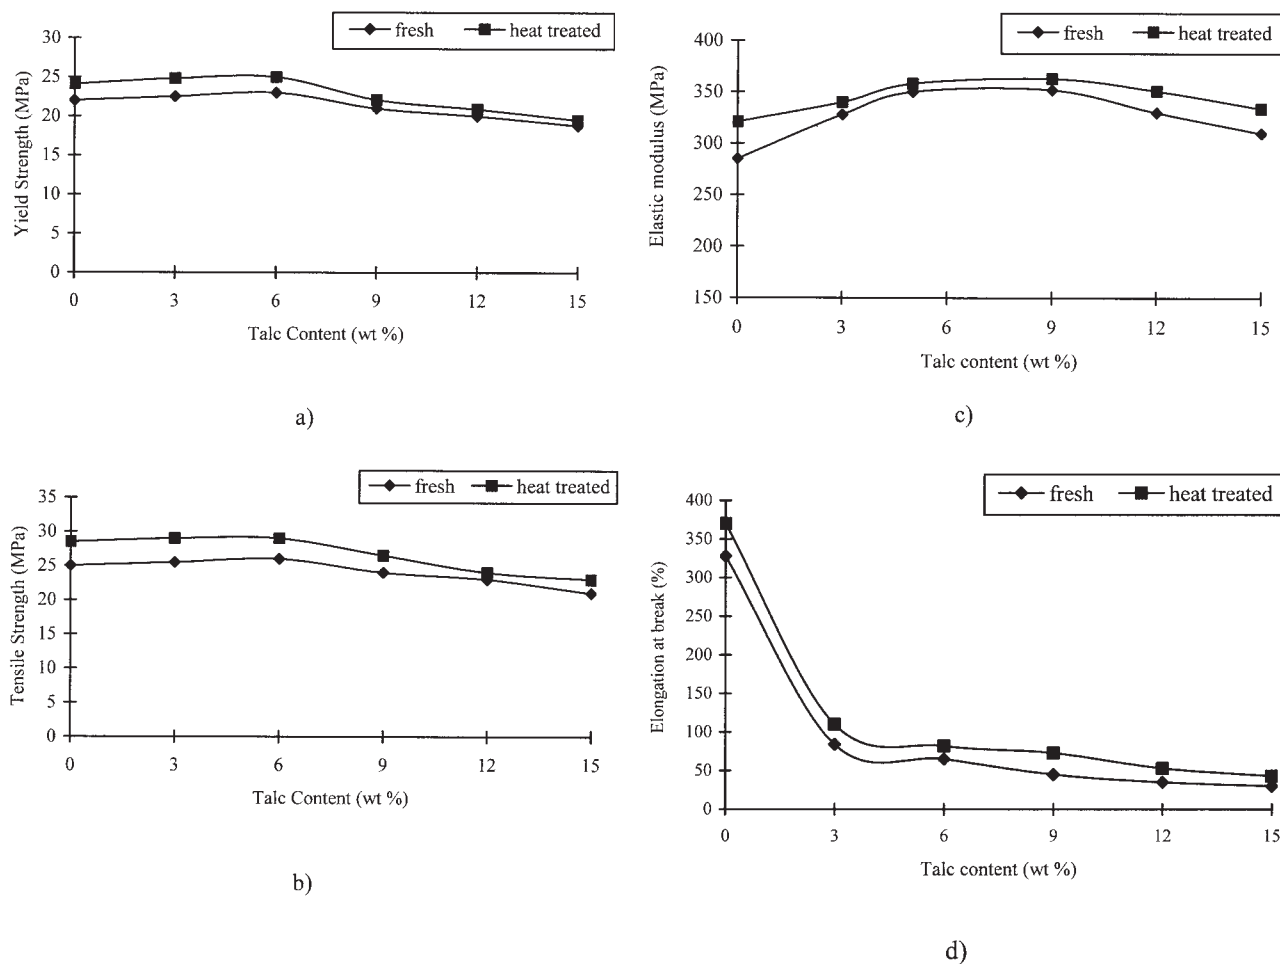 a)
fresh heat treated
30
25
20
15
10
5
0
Yield Strength (MPa)
0 3 6 9 12 15
Talc Content (wt %)
a)
c)
fresh heat treated
400
350
300
250
200
150
Elastic modulus (MPa)
0 3 6 9 12 15
Talc content (wt %)
c)
b)
fresh heat treated
35
30
25
20
15
10
5
0
Tensile Strength (MPa)
0 3 6 9 12 15
Talc Content (wt %)
b)
d)
fresh heat treated
400
350
300
250
200
150
100
50
0
Elongation at break (%)
0 3 6 9 12 15
Talc content (wt %)
d)